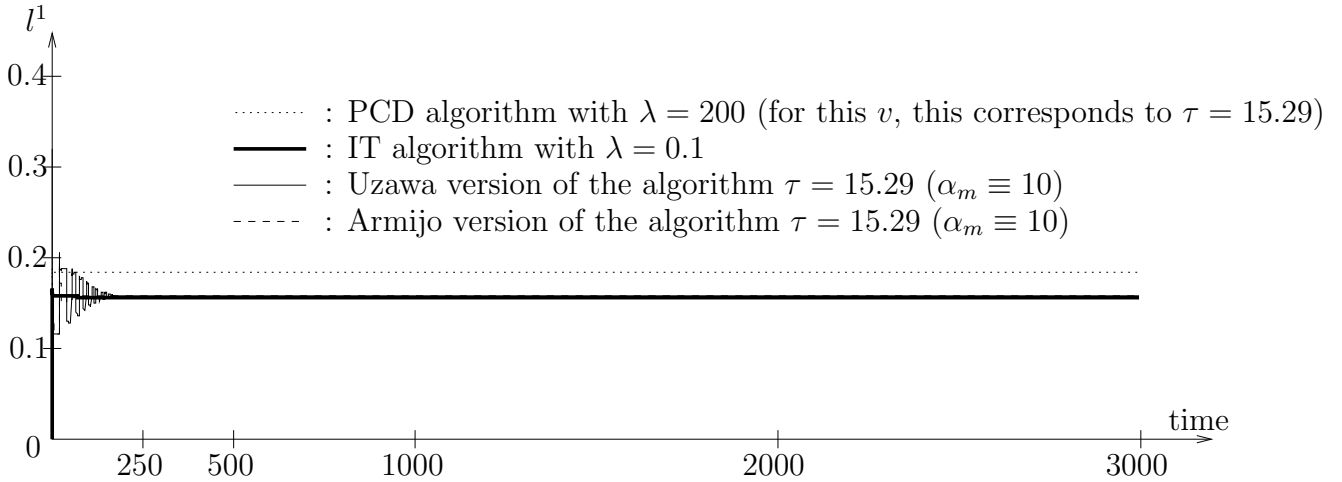 l¹
0.4
: PCD algorithm with λ = 200 (for this v, this corresponds to τ = 15.29)
: IT algorithm with λ = 0.1
0.3
: Uzawa version of the algorithm τ = 15.29 (αₘ ≡ 10)
: Armijo version of the algorithm τ = 15.29 (αₘ ≡ 10)
0.2
0.1
time
0
250 500 1000 2000 3000